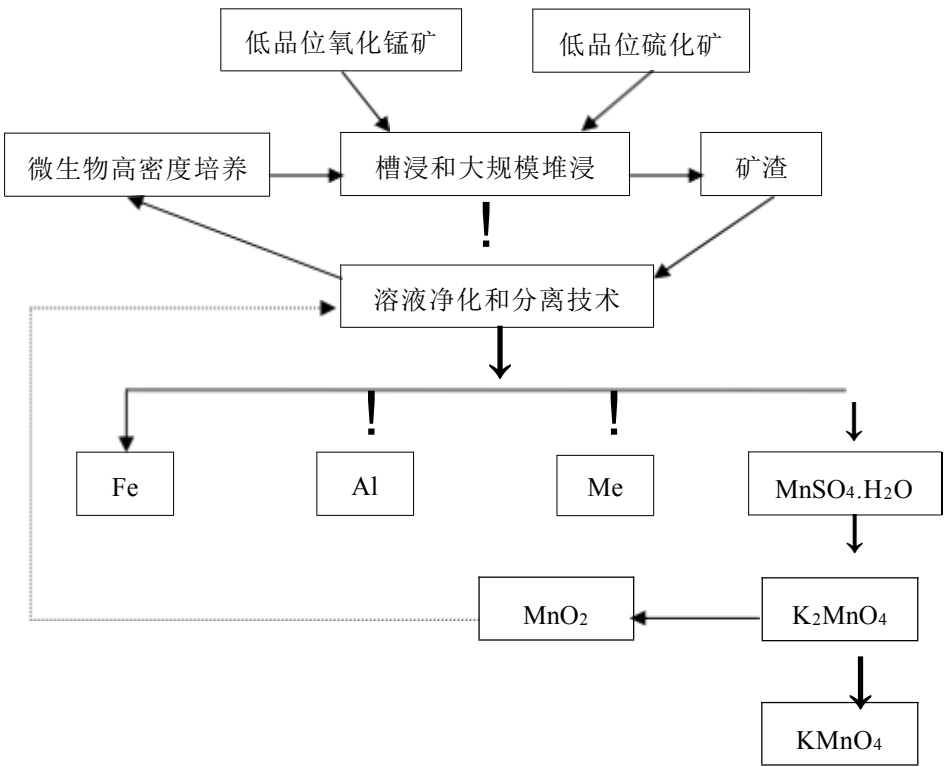 低品位氧化锰矿
低品位硫化矿
微生物高密度培养
槽浸和大规模堆浸
矿渣
!
溶液净化和分离技术
!
!
Fe
Al
Me
MnSO4.H2O
MnO2
K2MnO4
KMnO4